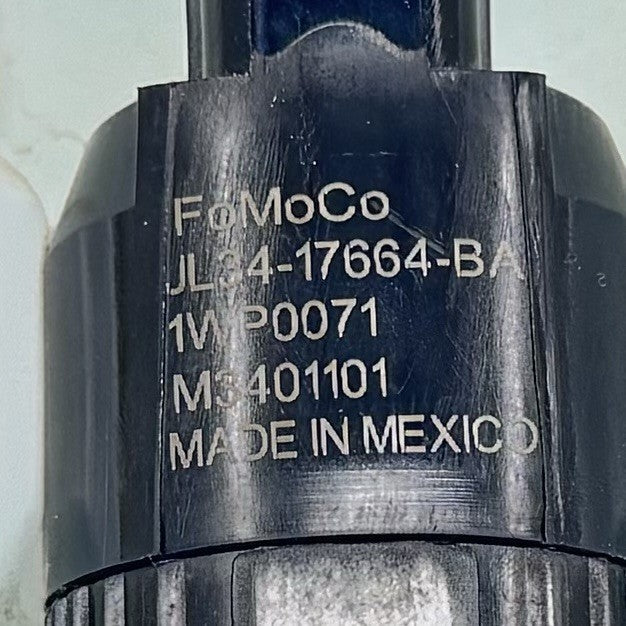 FoMoCo
JL34-17664-BA
1WP0071
M3401101
MADE IN MEXICO